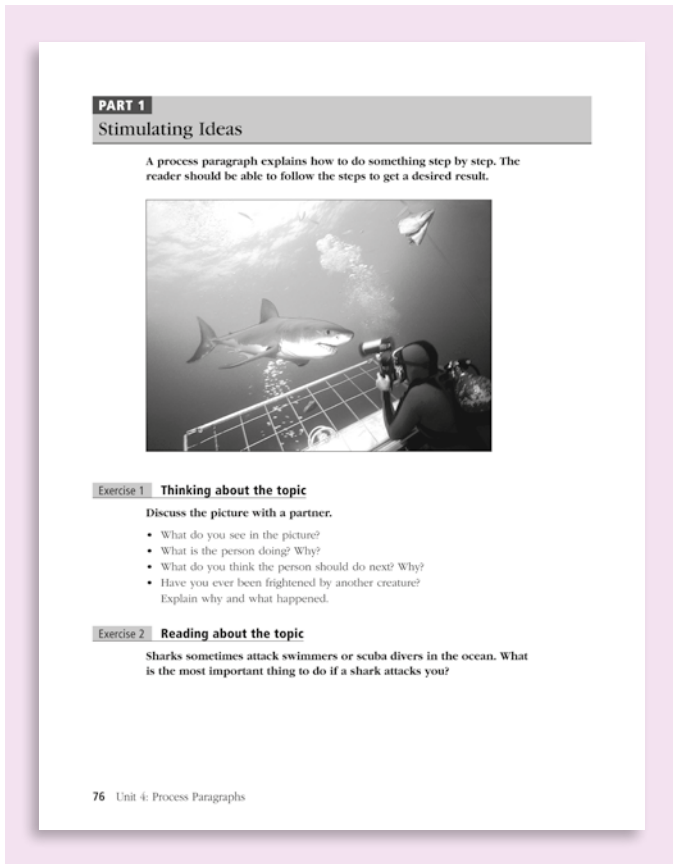 PART 1
Stimulating Ideas
A process paragraph explains how to do something step by step. The
reader should be able to follow the steps to get a desired result.
Exercise 1 Thinking about the topic
Discuss the picture with a partner.
• What do you see in the picture?
• What is the person doing? Why?
• What do you think the person should do next? Why?
• Have you ever been frightened by another creature?
Explain why and what happened.
Exercise 2 Reading about the topic
Sharks sometimes attack swimmers or scuba divers in the ocean. What
is the most important thing to do if a shark attacks you?
76 Unit 4: Process Paragraphs